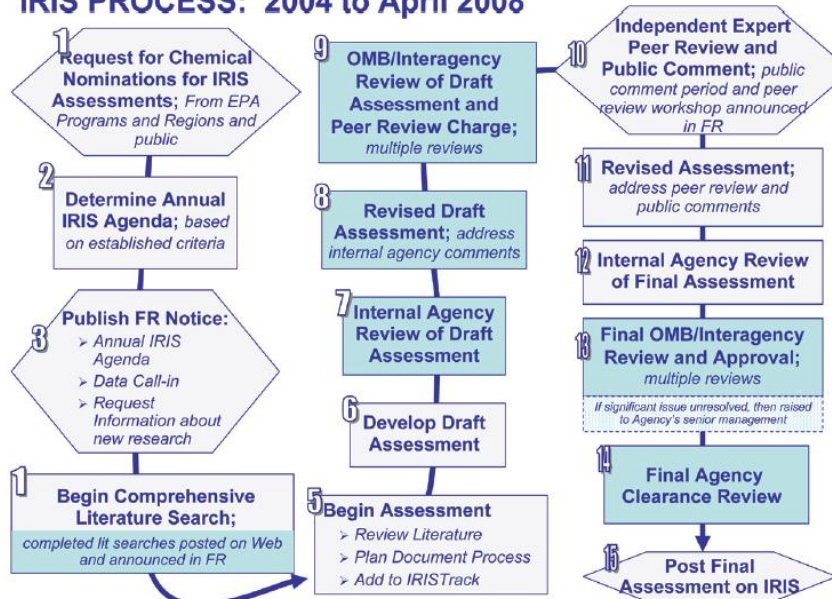 IRIS PROCESS: 2004 to April 2008
1
Request for Chemical
Nominations for IRIS
Assessments; From EPA
Programs and Regions and
public
2
Determine Annual
IRIS Agenda; based
on established criteria
3
Publish FR Notice:
➢ Annual IRIS
Agenda
➢ Data Call-in
➢ Request
Information about
new research
1
Begin Comprehensive
Literature Search;
completed lit searches posted on Web
and announced in FR
9
OMB/Interagency
Review of Draft
Assessment and
Peer Review Charge;
multiple reviews
8
Revised Draft
Assessment; address
internal agency comments
7
Internal Agency
Review of Draft
Assessment
6
Develop Draft
Assessment
5
Begin Assessment
➢ Review Literature
➢ Plan Document Process
➢ Add to IRISTrack
10
Independent Expert
Peer Review and
Public Comment; public
comment period and peer
review workshop announced
in FR
11
Revised Assessment;
address peer review and
public comments
12
Internal Agency Review
of Final Assessment
13
Final OMB/Interagency
Review and Approval;
multiple reviews
If significant issue unresolved, then raised
to Agency's senior management
14
Final Agency
Clearance Review
15
Post Final
Assessment on IRIS